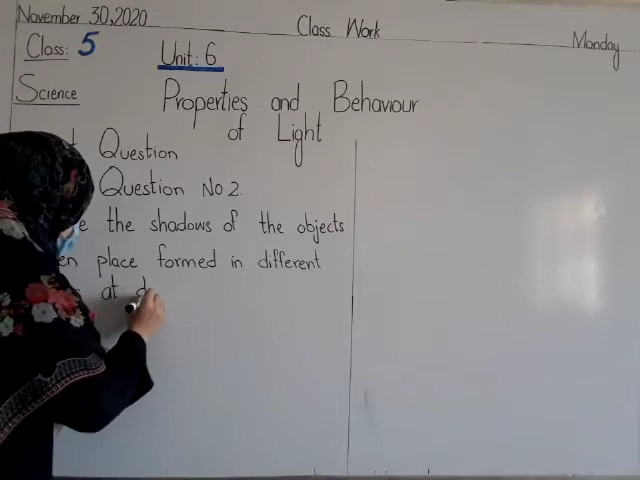 November 30,2020
Class Work
Monday
Class: 5
Unit: 6
Science
Properties and Behaviour
of Light
Question
Question No.2.
the shadows of the objects
place formed in different
at